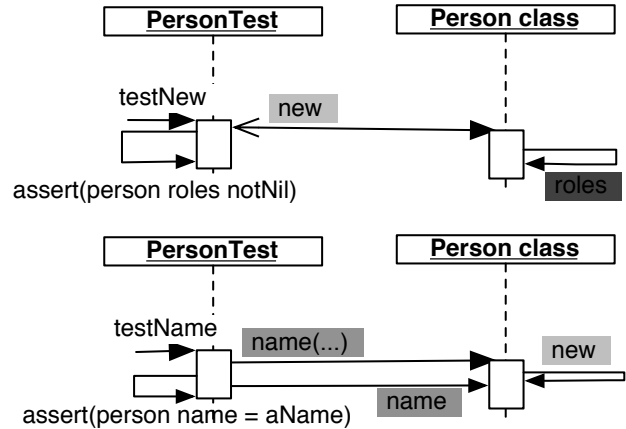 PersonTest Person class
testNew
new
roles
assert(person roles notNil)
PersonTest Person class
testName
name(...)
new
name
assert(person name = aName)